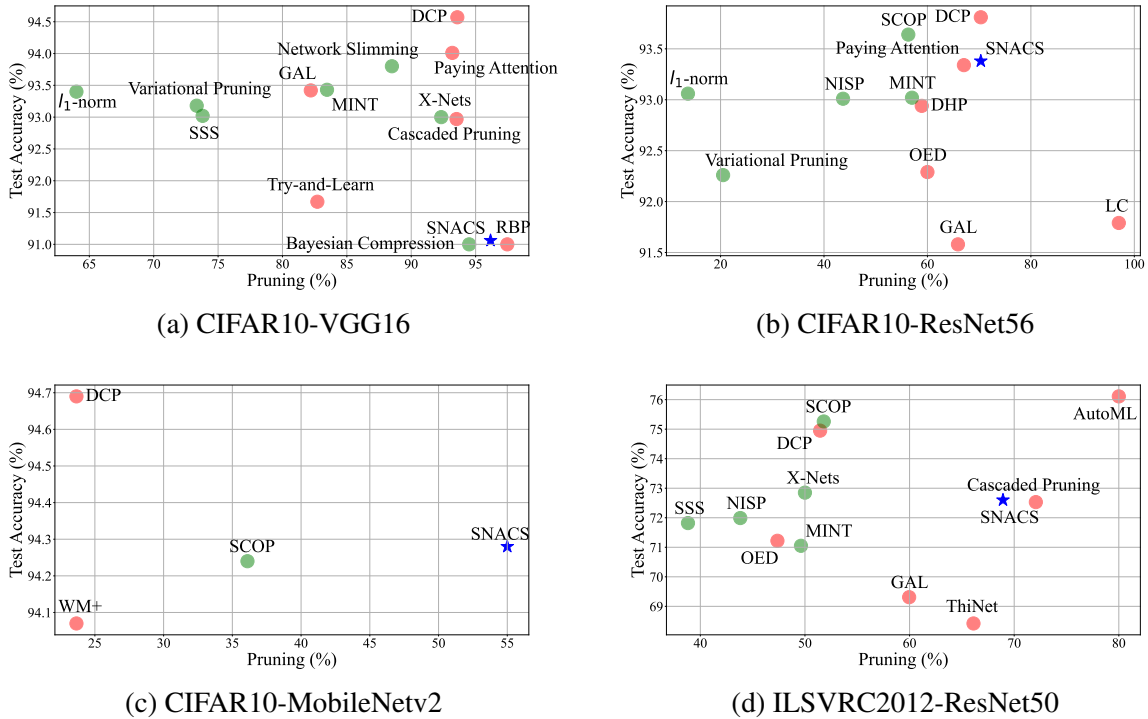 94.5
94.0
93.5
93.0
92.5
92.0
91.5
91.0
Test Accuracy (%)
DCP
Network Slimming
Paying Attention
GAL
Variational Pruning
l1-norm
MINT
X-Nets
SSS
Cascaded Pruning
Try-and-Learn
SNACS
RBP
Bayesian Compression
65 70 75 80 85 90 95
Pruning (%)
(a) CIFAR10-VGG16
93.5
93.0
92.5
92.0
91.5
Test Accuracy (%)
SCOP
DCP
Paying Attention
SNACS
l1-norm
NISP
MINT
DHP
OED
Variational Pruning
LC
GAL
20 40 60 80 100
Pruning (%)
(b) CIFAR10-ResNet56
94.7
94.6
94.5
94.4
94.3
94.2
94.1
Test Accuracy (%)
DCP
SNACS
SCOP
WM+
25 30 35 40 45 50 55
Pruning (%)
(c) CIFAR10-MobileNetv2
76
75
74
73
72
71
70
69
Test Accuracy (%)
SCOP
AutoML
DCP
X-Nets
Cascaded Pruning
SSS
NISP
SNACS
MINT
OED
GAL
ThiNet
40 50 60 70 80
Pruning (%)
(d) ILSVRC2012-ResNet50